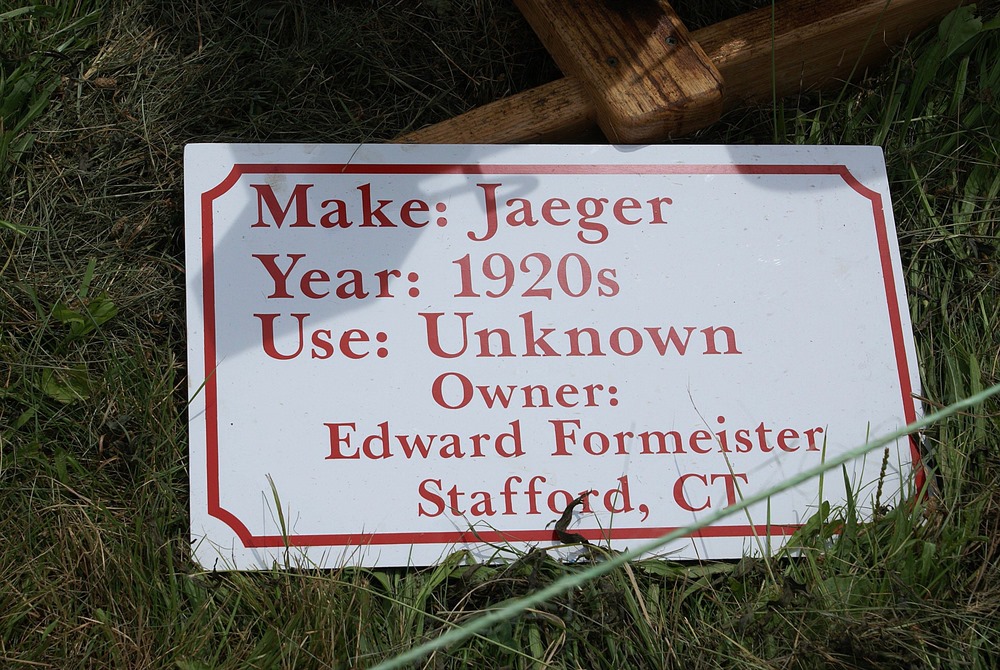 Make: Jaeger
Year: 1920s
Use: Unknown
Owner:
Edward Formeister
Stafford, CT